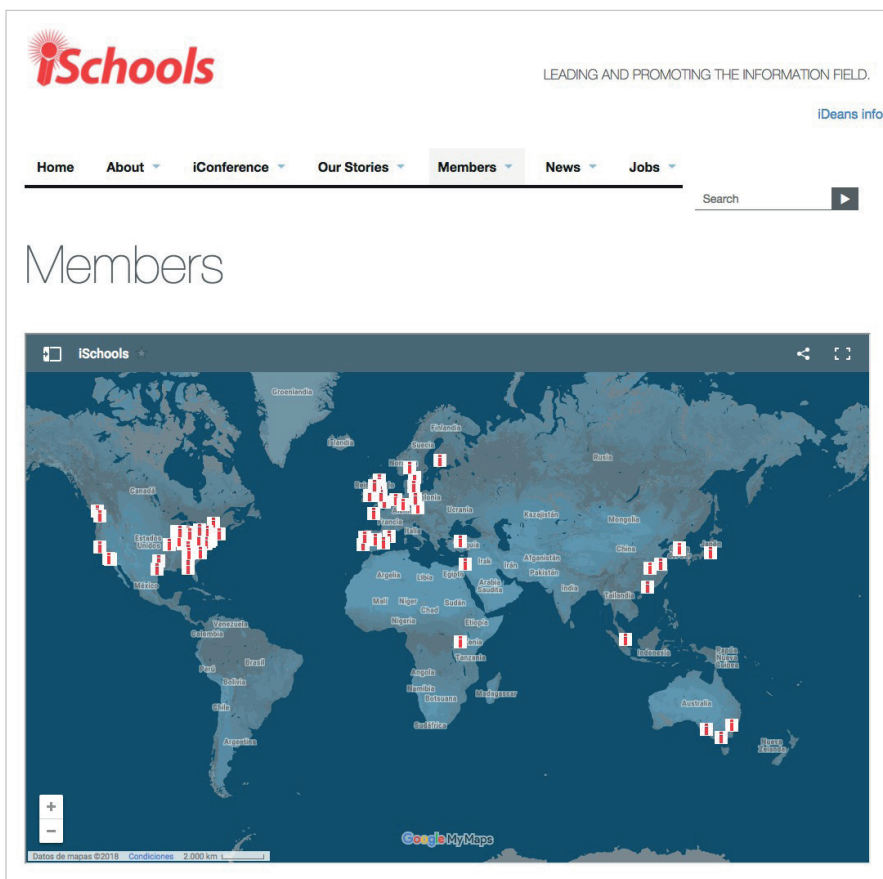 iSchools
LEADING AND PROMOTING THE INFORMATION FIELD.
iDeans info
Home About iConference Our Stories Members News Jobs
Search
Members
iSchools
Groenlandia
Islandia
Finlandia
Suecia
Rusia
Canadá
Ucrania
Kazajistán
Mongolia
Francia
Italia
Estados
Unidos
China
Japón
Irak
Irán
Afganistán
Pakistán
Argelia
Libia
Egipto
Arabia
Saudita
India
Tailandia
México
Malí
Níger
Chad
Sudán
Nigeria
Etiopía
Venezuela
Colombia
Kenia
Tanzania
Indonesia
Papúa
Nueva
Guinea
Perú
Brasil
Bolivia
Angola
Namibia
Botsuana
Madagascar
Chile
Sudáfrica
Australia
Argentina
Nueva
Zelanda
+
−
Google My Maps
Datos de mapas ©2018 Condiciones 2.000 km